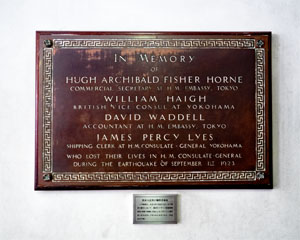 IN MEMORY
OF
HUGH ARCHIBALD FISHER HORNE
COMMERCIAL SECRETARY AT H.M. EMBASSY, TOKYO
WILLIAM HAIGH
BRITISH VICE CONSUL AT YOKOHAMA
DAVID WADDELL
ACCOUNTANT AT H.M. EMBASSY, TOKYO
JAMES PERCY LYES
SHIPPING CLERK AT H.M. CONSULATE-GENERAL YOKOHAMA
WHO LOST THEIR LIVES IN H.M. CONSULATE GENERAL
DURING THE EARTHQUAKE OF SEPTEMBER 1ST 1923